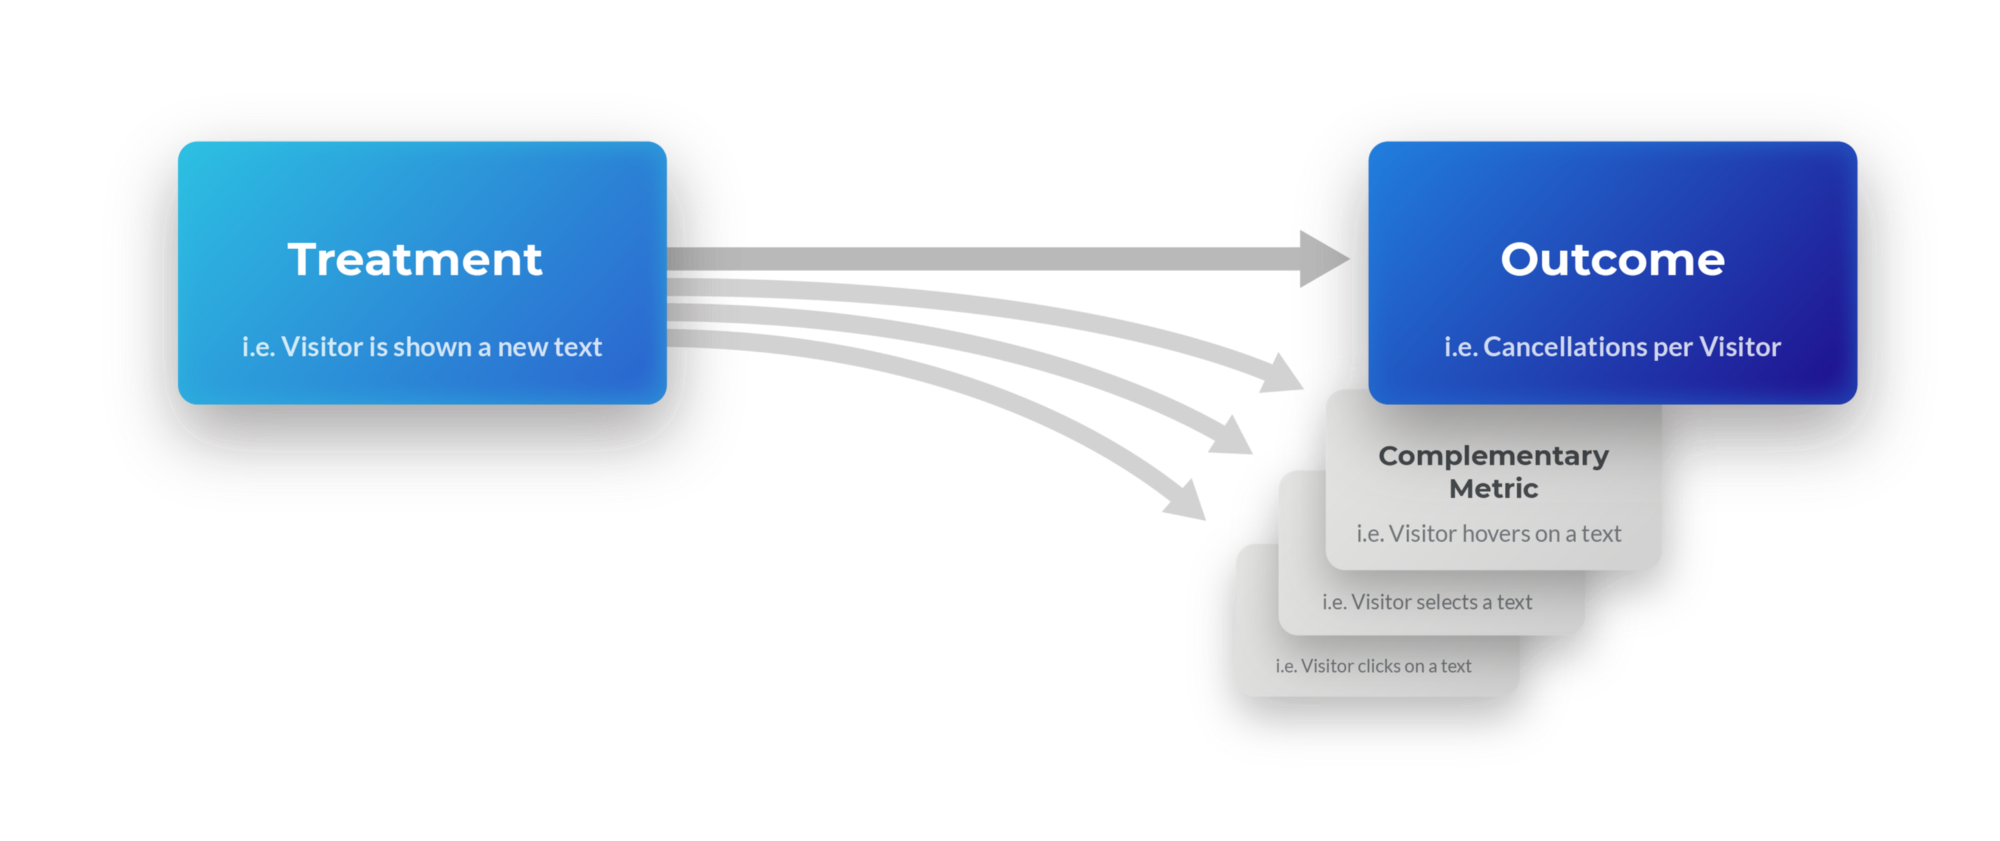 Treatment
i.e. Visitor is shown a new text
Outcome
i.e. Cancellations per Visitor
Complementary
Metric
i.e. Visitor hovers on a text
i.e. Visitor selects a text
i.e. Visitor clicks on a text